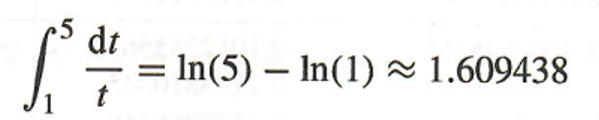 ∫₁⁵ dt/t = ln(5) – ln(1) ≈ 1.609438